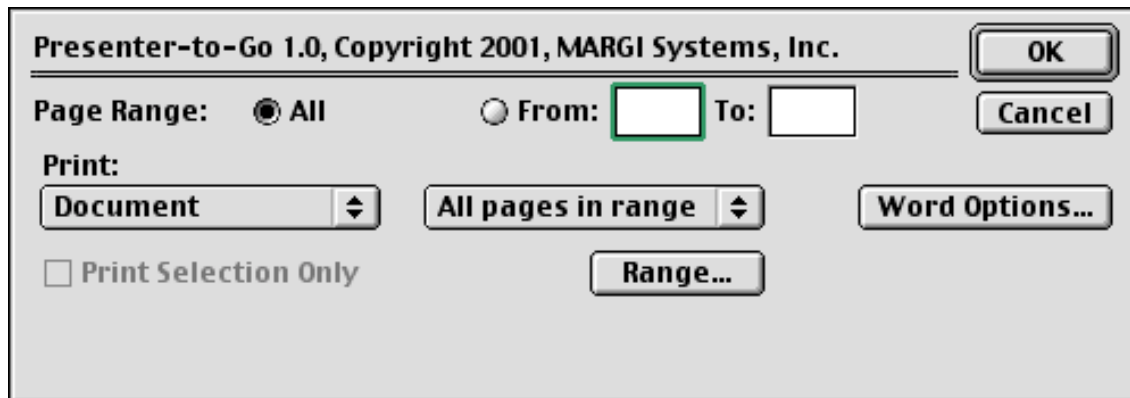 Presenter-to-Go 1.0, Copyright 2001, MARGI Systems, Inc.
OK
Page Range: All From: To:
Cancel
Print:
Document All pages in range Word Options...
Print Selection Only Range...